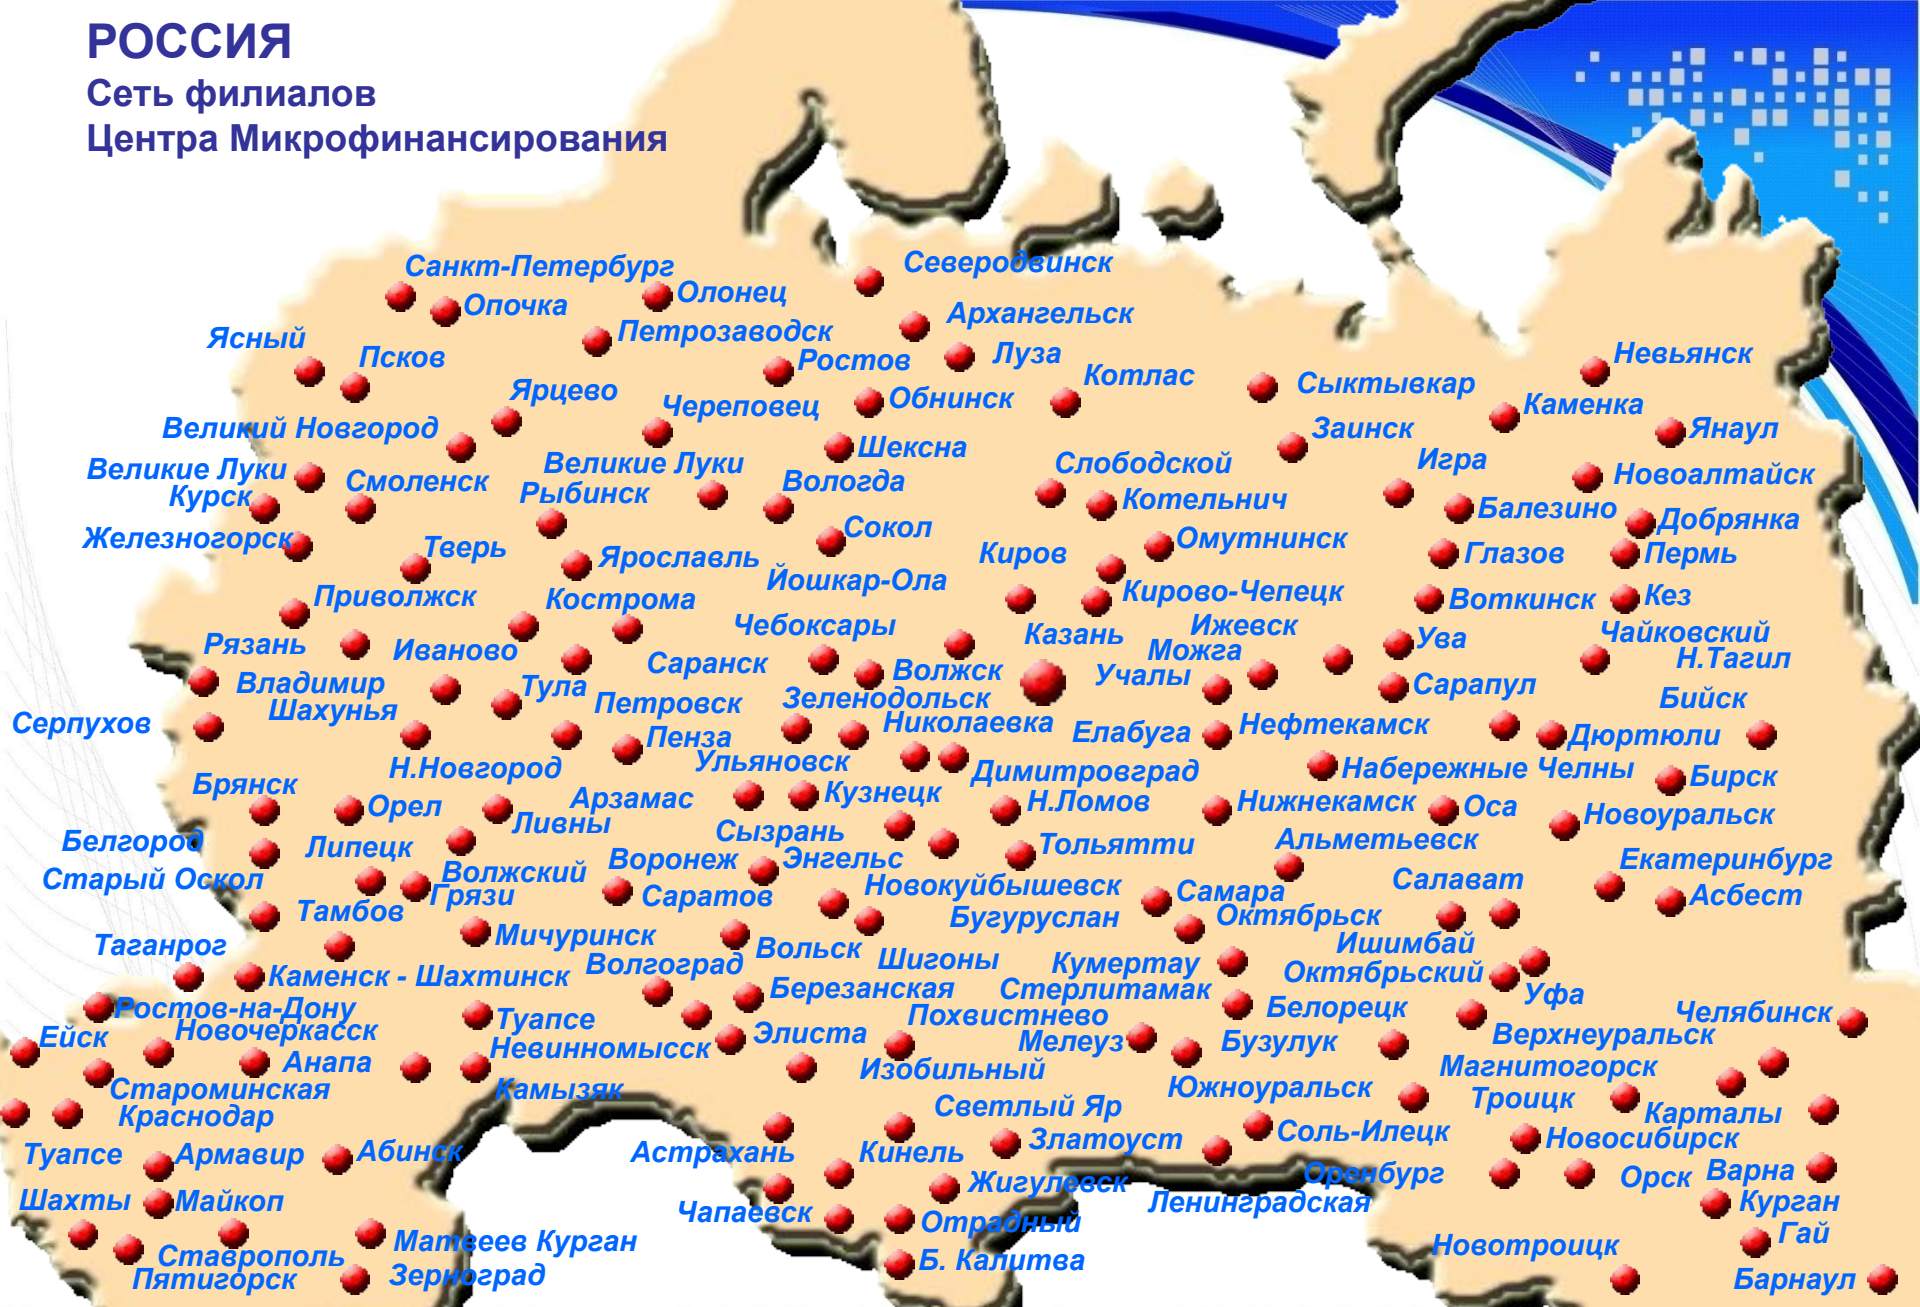 РОССИЯ
Сеть филиалов
Центра Микрофинансирования
Санкт-Петербург
Северодвинск
Опочка
Олонец
Архангельск
Ясный
Псков
Петрозаводск
Ростов
Луза
Невьянск
Ярцево
Череповец
Обнинск
Котлас
Сыктывкар
Каменка
Великий Новгород
Шексна
Заинск
Янаул
Великие Луки
Курск
Смоленск
Великие Луки
Рыбинск
Вологда
Слободской
Котельнич
Игра
Новоалтайск
Балезино
Добрянка
Железногорск
Тверь
Ярославль
Сокол
Йошкар-Ола
Киров
Омутнинск
Глазов
Пермь
Приволжск
Кострома
Кирово-Чепецк
Воткинск
Кез
Рязань
Иваново
Чебоксары
Казань
Ижевск
Можга
Ува
Чайковский
Н.Тагил
Владимир
Шахунья
Тула
Саранск
Волжск
Зеленодольск
Учалы
Сарапул
Бийск
Серпухов
Петровск
Пенза
Николаевка
Елабуга
Нефтекамск
Дюртюли
Н.Новгород
Ульяновск
Димитровград
Набережные Челны
Бирск
Брянск
Орел
Ливны
Арзамас
Кузнецк
Н.Ломов
Нижнекамск
Оса
Новоуральск
Белгород
Липецк
Сызрань
Тольятти
Альметьевск
Старый Оскол
Волжский
Грязи
Воронеж
Энгельс
Саратов
Новокуйбышевск
Самара
Салават
Екатеринбург
Асбест
Тамбов
Бугуруслан
Октябрьск
Таганрог
Мичуринск
Вольск
Шигоны
Ишимбай
Каменск - Шахтинск
Волгоград
Березанская
Кумертау
Стерлитамак
Октябрьский
Уфа
Ростов-на-Дону
Новочеркасск
Туапсе
Похвистнево
Белорецк
Челябинск
Ейск
Анапа
Невинномысск
Элиста
Мелеуз
Бузулук
Верхнеуральск
Староминская
Краснодар
Камызяк
Изобильный
Южноуральск
Магнитогорск
Троицк
Карталы
Светлый Яр
Туапсе
Армавир
Абинск
Астрахань
Кинель
Златоуст
Соль-Илецк
Новосибирск
Шахты
Майкоп
Чапаевск
Жигулевск
Ленинградская
Оренбург
Орск
Варна
Курган
Ставрополь
Пятигорск
Матвеев Курган
Зерноград
Отрадный
Б. Калитва
Новотроицк
Гай
Барнаул